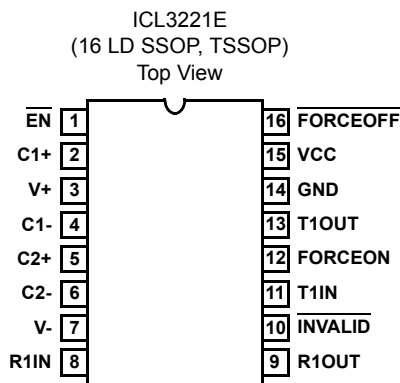 ICL3221E
(16 LD SSOP, TSSOP)
Top View
EN 1 16 FORCEOFF
C1+ 2 15 VCC
V+ 3 14 GND
C1- 4 13 T1OUT
C2+ 5 12 FORCEON
C2- 6 11 T1IN
V- 7 10 INVALID
R1IN 8 9 R1OUT